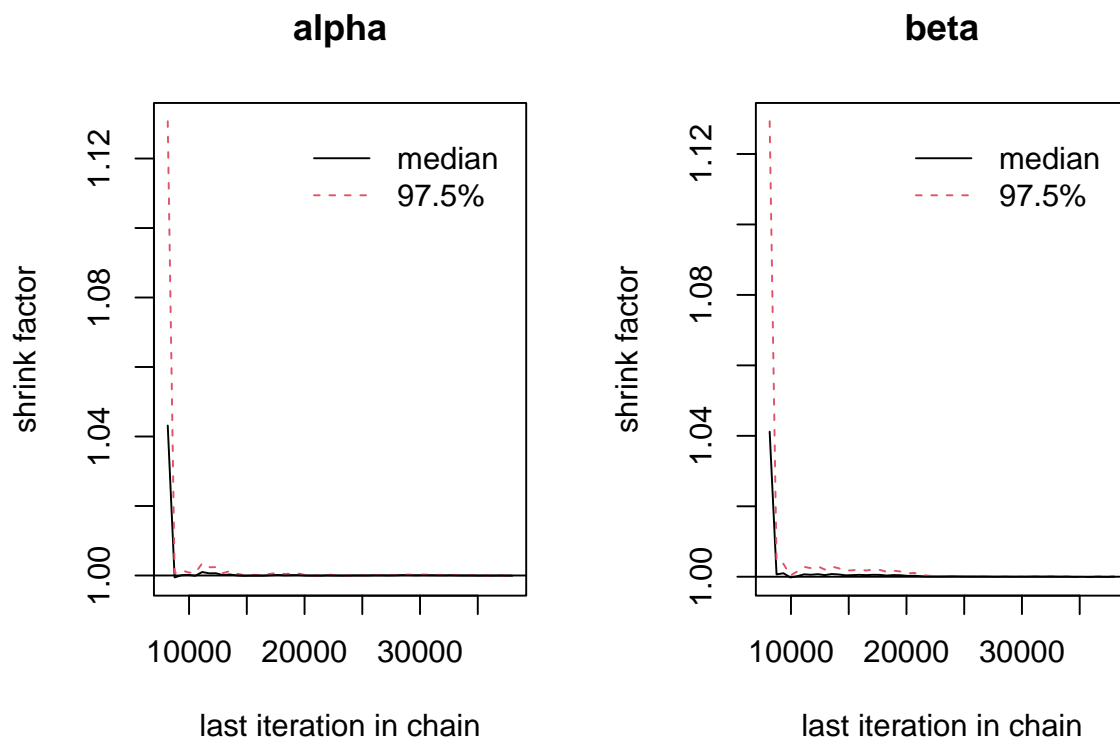 alpha
median
97.5%
shrink factor
1.00
1.04
1.08
1.12
10000
20000
30000
last iteration in chain
beta
median
97.5%
shrink factor
1.00
1.04
1.08
1.12
10000
20000
30000
last iteration in chain